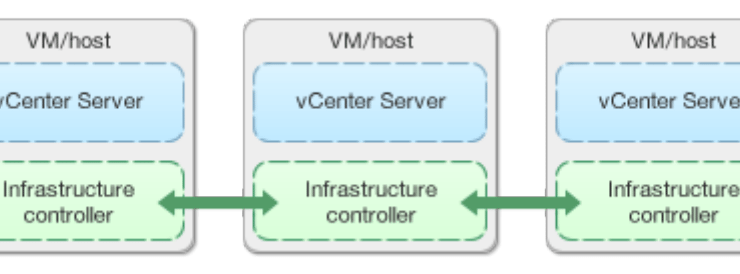 VM/host
vCenter Server
Infrastructure
controller
VM/host
vCenter Server
Infrastructure
controller
VM/host
vCenter Serve
Infrastructure
controller